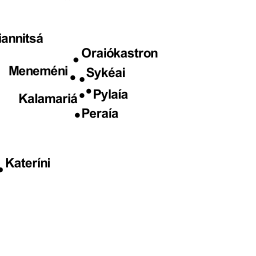 iannitsá
Oraiókastron
Meneméni
Sykéai
Pylaía
Kalamariá
Peraía
Kateríni